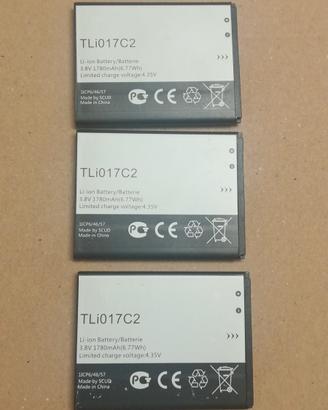 TLi017C2
Li-ion Battery/Batterie
3.8V 1780mAh(6.77Wh)
Limited charge voltage:4.35V
>>>
1ICP6/46/57
Made by SCUD
Made in China
CE
TLi017C2
Li-ion Battery/Batterie
3.8V 1780mAh(6.77Wh)
Limited charge voltage:4.35V
>>>
1ICP6/46/57
Made by SCUD
Made in China
CE
TLi017C2
Li-ion Battery/Batterie
3.8V 1780mAh(6.77Wh)
Limited charge voltage:4.35V
>>>
1ICP6/46/57
Made by SCUD
Made in China
CE